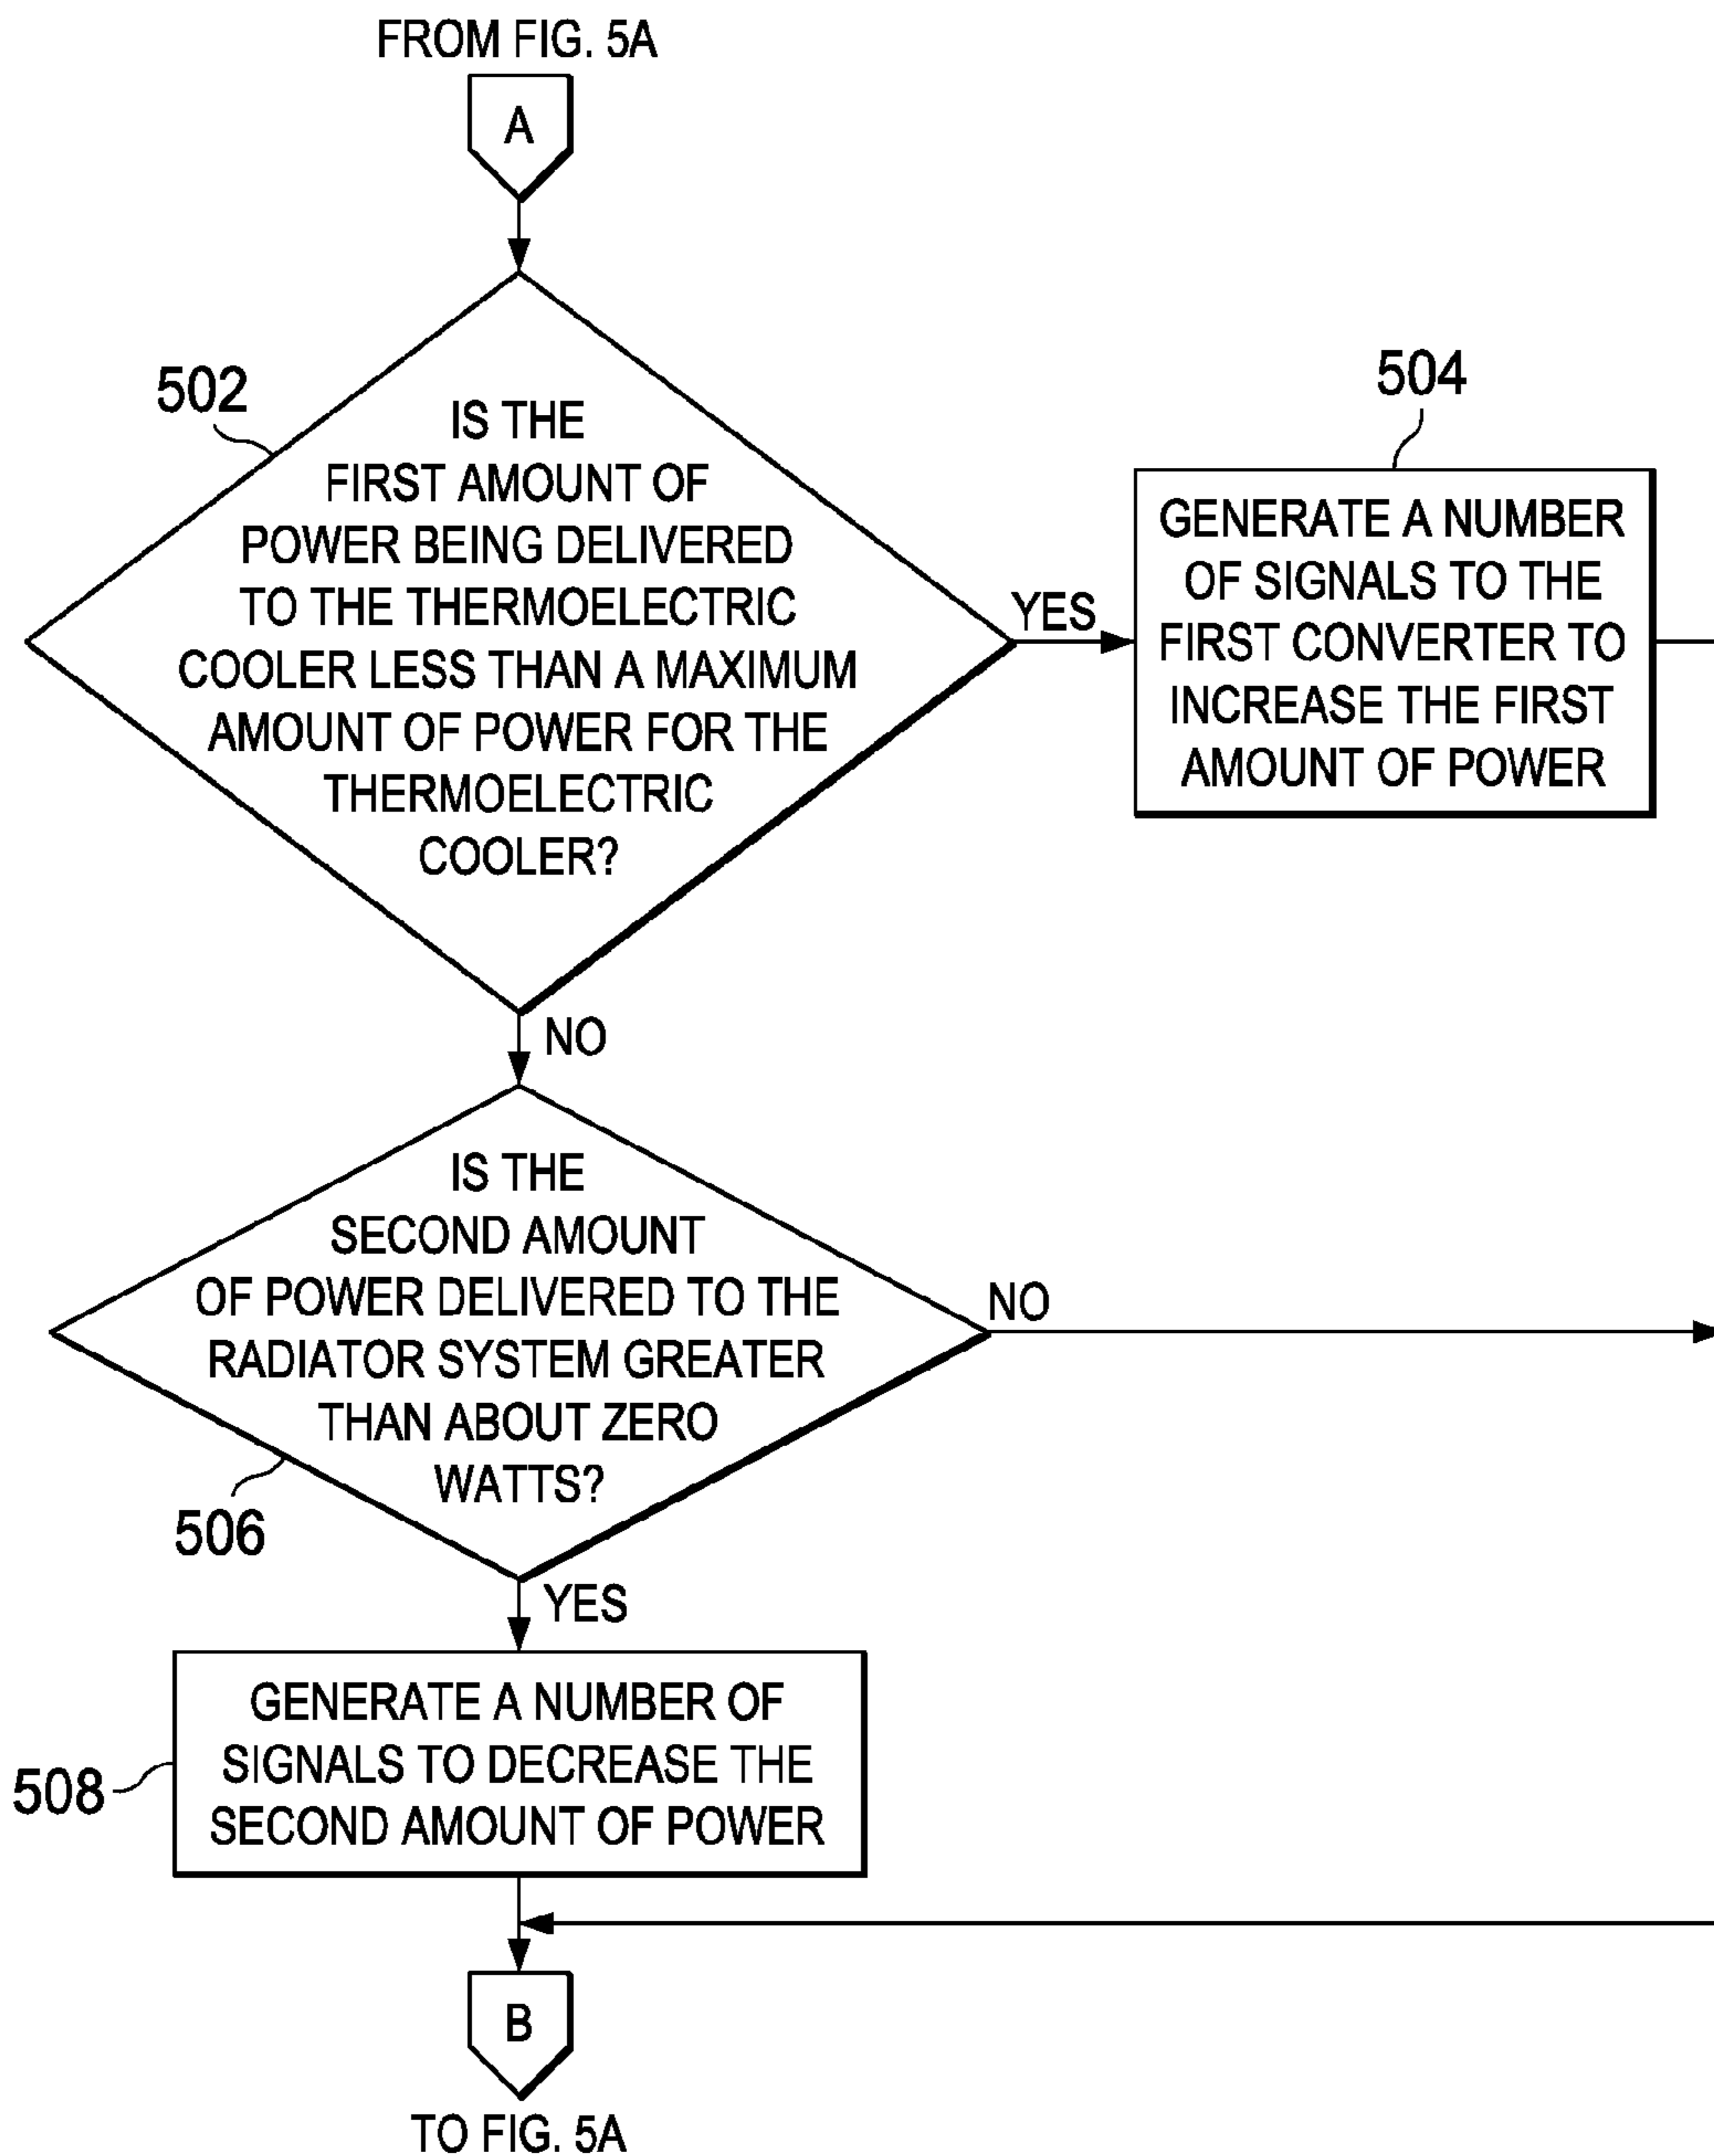 FROM FIG. 5A
A
502
IS THE
FIRST AMOUNT OF
POWER BEING DELIVERED
TO THE THERMOELECTRIC
COOLER LESS THAN A MAXIMUM
AMOUNT OF POWER FOR THE
THERMOELECTRIC
COOLER?
YES
504
GENERATE A NUMBER
OF SIGNALS TO THE
FIRST CONVERTER TO
INCREASE THE FIRST
AMOUNT OF POWER
NO
IS THE
SECOND AMOUNT
OF POWER DELIVERED TO THE
RADIATOR SYSTEM GREATER
THAN ABOUT ZERO
WATTS?
NO
506
YES
GENERATE A NUMBER OF
SIGNALS TO DECREASE THE
SECOND AMOUNT OF POWER
508
B
TO FIG. 5A